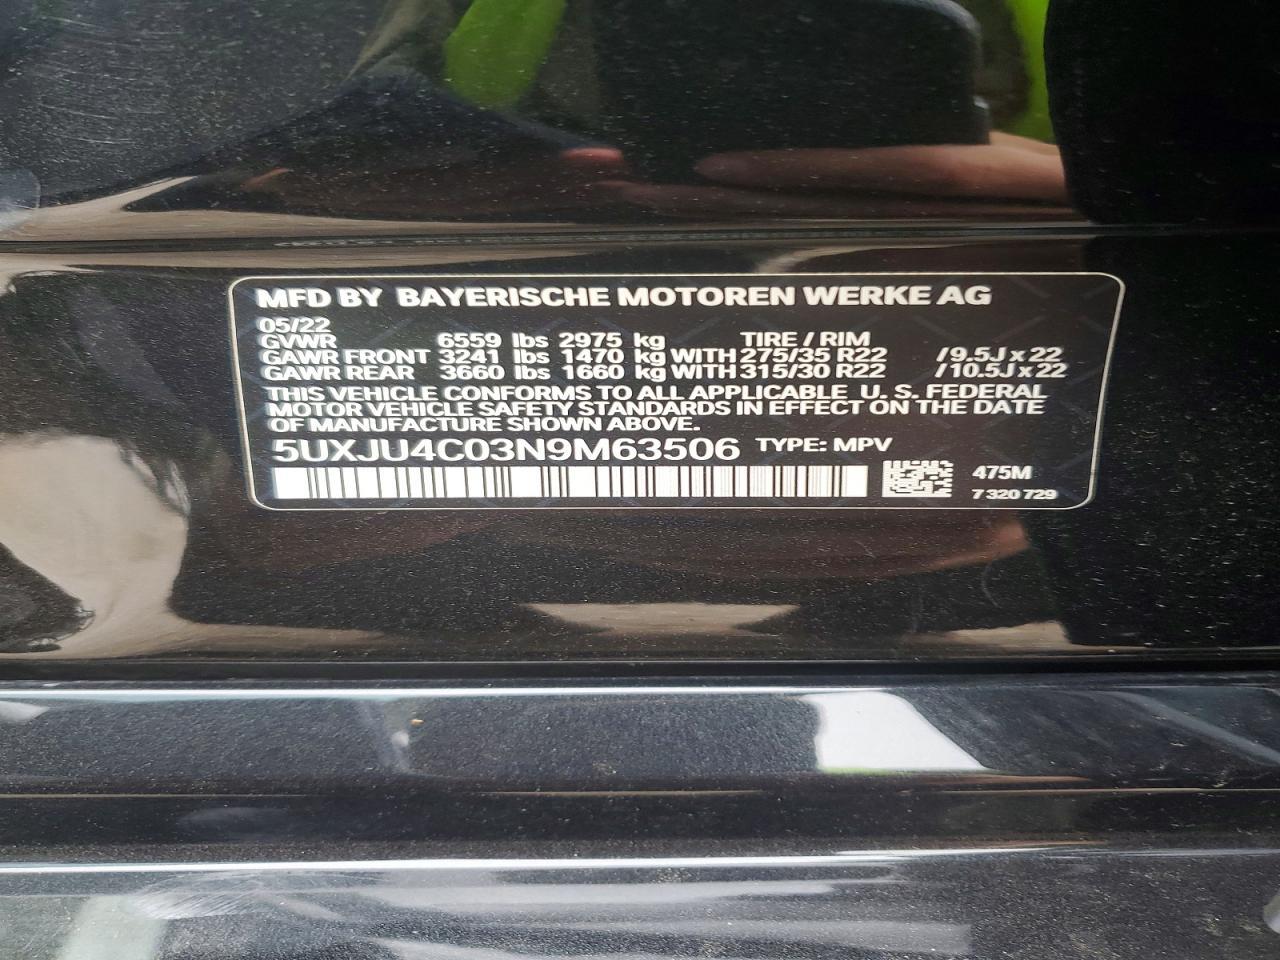 MFD BY BAYERISCHE MOTOREN WERKE AG
05/22
GVWR 6559 lbs 2975 kg TIRE / RIM
GAWR FRONT 3241 lbs 1470 kg WITH 275/35 R22 /9.5J x 22
GAWR REAR 3660 lbs 1660 kg WITH 315/30 R22 /10.5J x 22
THIS VEHICLE CONFORMS TO ALL APPLICABLE U. S. FEDERAL
MOTOR VEHICLE SAFETY STANDARDS IN EFFECT ON THE DATE
OF MANUFACTURE SHOWN ABOVE.
5UXJU4C03N9M63506 TYPE: MPV
475M
7 320 729